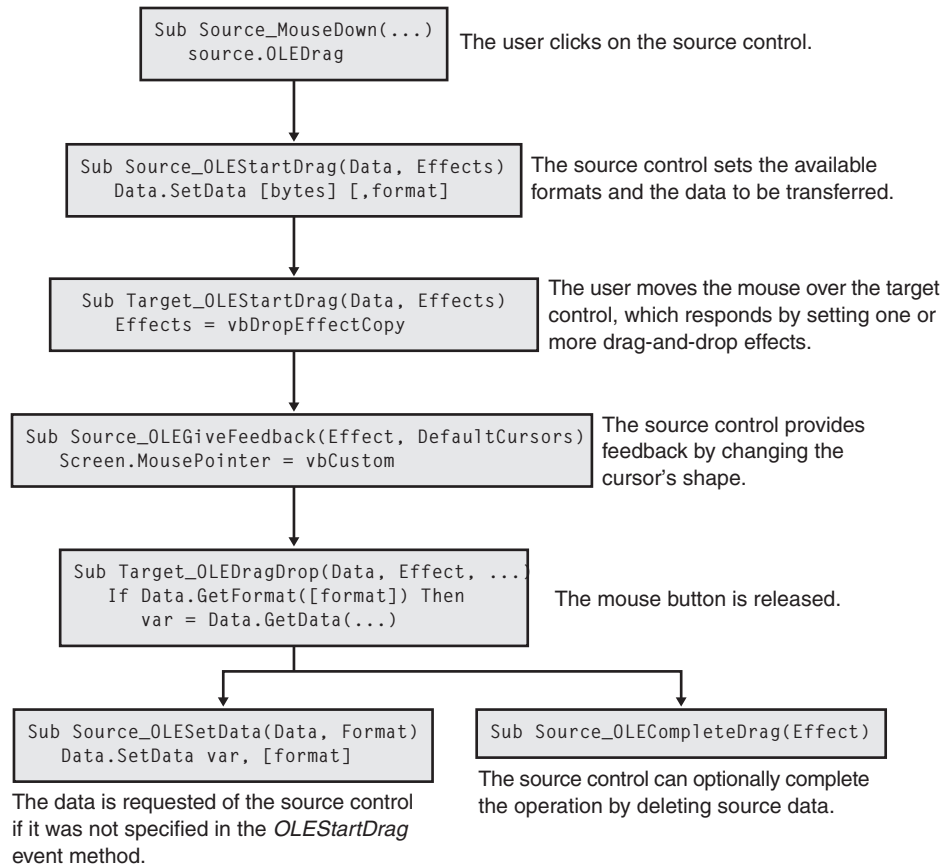 Sub Source_MouseDown(...)
source.OLEDrag
The user clicks on the source control.
Sub Source_OLEStartDrag(Data, Effects)
Data.SetData [bytes] [,format]
The source control sets the available
formats and the data to be transferred.
Sub Target_OLEStartDrag(Data, Effects)
Effects = vbDropEffectCopy
The user moves the mouse over the target
control, which responds by setting one or
more drag-and-drop effects.
Sub Source_OLEGiveFeedback(Effect, DefaultCursors)
Screen.MousePointer = vbCustom
The source control provides
feedback by changing the
cursor's shape.
Sub Target_OLEDragDrop(Data, Effect, ...)
If Data.GetFormat([format]) Then
var = Data.GetData(...)
The mouse button is released.
Sub Source_OLESetData(Data, Format)
Data.SetData var, [format]
The data is requested of the source control
if it was not specified in the OLEStartDrag
event method.
Sub Source_OLECompleteDrag(Effect)
The source control can optionally complete
the operation by deleting source data.